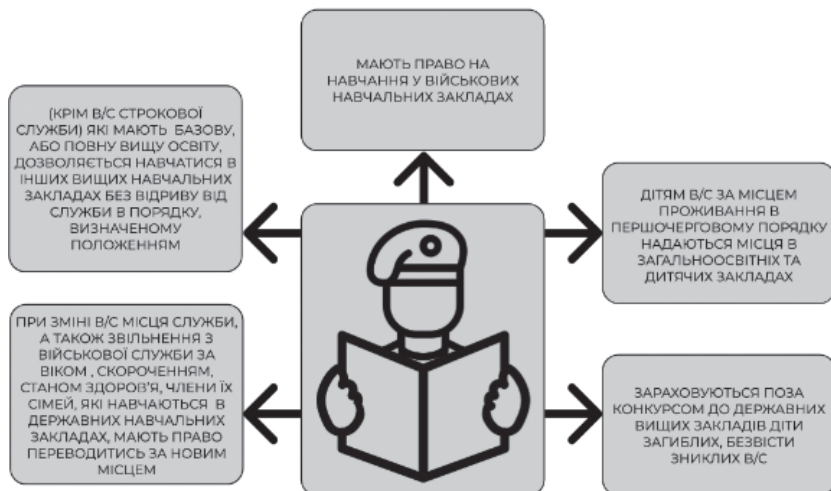 МАЮТЬ ПРАВО НА
НАВЧАННЯ У ВІЙСЬКОВИХ
НАВЧАЛЬНИХ ЗАКЛАДАХ
(КРІМ В/С СТРОКОВОЇ
СЛУЖБИ) ЯКІ МАЮТЬ БАЗОВУ,
АБО ПОВНУ ВИЩУ ОСВІТУ,
ДОЗВОЛЯЄТЬСЯ НАВЧАТИСЯ В
ІНШИХ ВИЩИХ НАВЧАЛЬНИХ
ЗАКЛАДАХ БЕЗ ВІДРИВУ ВІД
СЛУЖБИ В ПОРЯДКУ,
ВИЗНАЧЕНОМУ
ПОЛОЖЕННЯМ
ДІТЯМ В/С ЗА МІСЦЕМ
ПРОЖИВАННЯ В
ПЕРШОЧЕРГОВОМУ ПОРЯДКУ
НАДАЮТЬСЯ МІСЦЯ В
ЗАГАЛЬНООСВІТНІХ ТА
ДИТЯЧИХ ЗАКЛАДАХ
ПРИ ЗМІНІ В/С МІСЦЯ СЛУЖБИ,
А ТАКОЖ ЗВІЛЬНЕННЯ З
ВІЙСЬКОВОЇ СЛУЖБИ ЗА
ВІКОМ , СКОРОЧЕННЯМ,
СТАНОМ ЗДОРОВ'Я, ЧЛЕНИ ЇХ
СІМЕЙ, ЯКІ НАВЧАЮТЬСЯ В
ДЕРЖАВНИХ НАВЧАЛЬНИХ
ЗАКЛАДАХ, МАЮТЬ ПРАВО
ПЕРЕВОДИТИСЬ ЗА НОВИМ
МІСЦЕМ
ЗАРАХОВУЮТЬСЯ ПОЗА
КОНКУРСОМ ДО ДЕРЖАВНИХ
ВИЩИХ ЗАКЛАДІВ ДІТИ
ЗАГИБЛИХ, БЕЗВІСТИ
ЗНИКЛИХ В/С